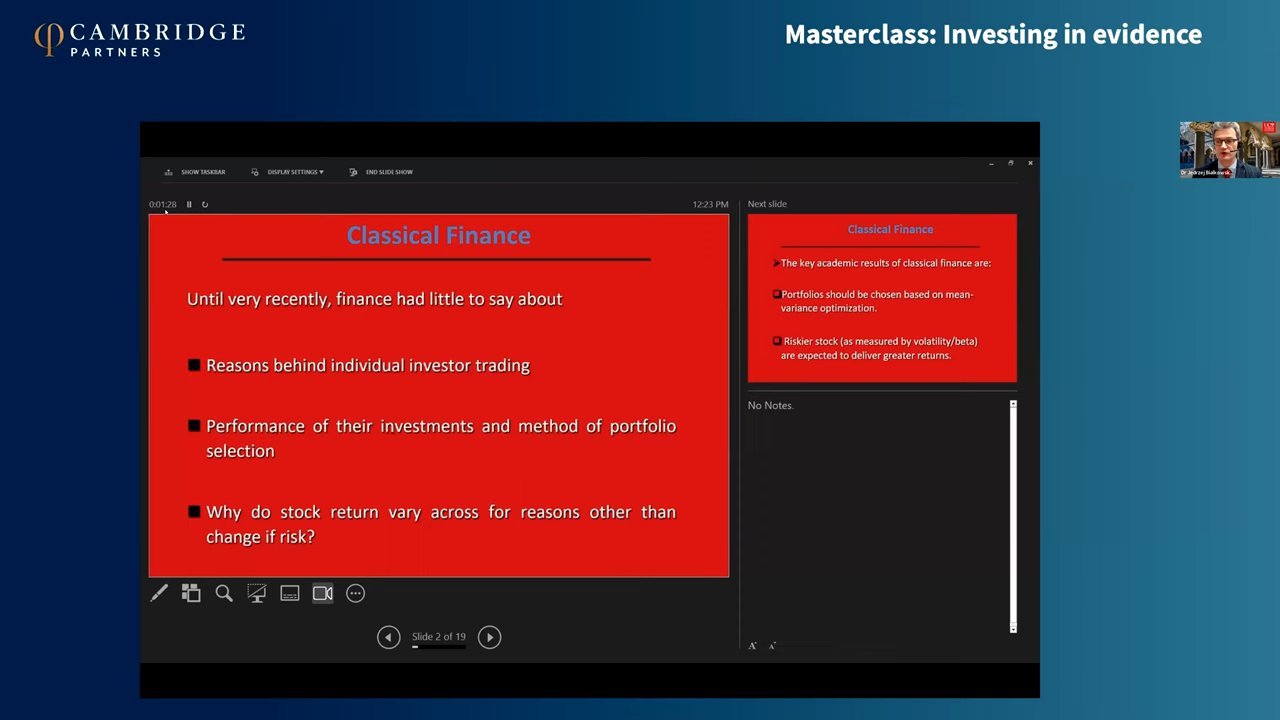 CAMBRIDGE
PARTNERS
Masterclass: Investing in evidence
SHOW TASKBAR
DISPLAY SETTINGS ▾
END SLIDE SHOW
0:01:28
12:23 PM
Classical Finance
Until very recently, finance had little to say about
Reasons behind individual investor trading
Performance of their investments and method of portfolio
selection
Why do stock return vary across for reasons other than
change if risk?
Slide 2 of 19
Next slide
Classical Finance
The key academic results of classical finance are:
Portfolios should be chosen based on mean-
variance optimization.
Riskier stock (as measured by volatility/beta)
are expected to deliver greater returns.
No Notes.
A
A
UC
Dr Jedrzej Bialkowsk